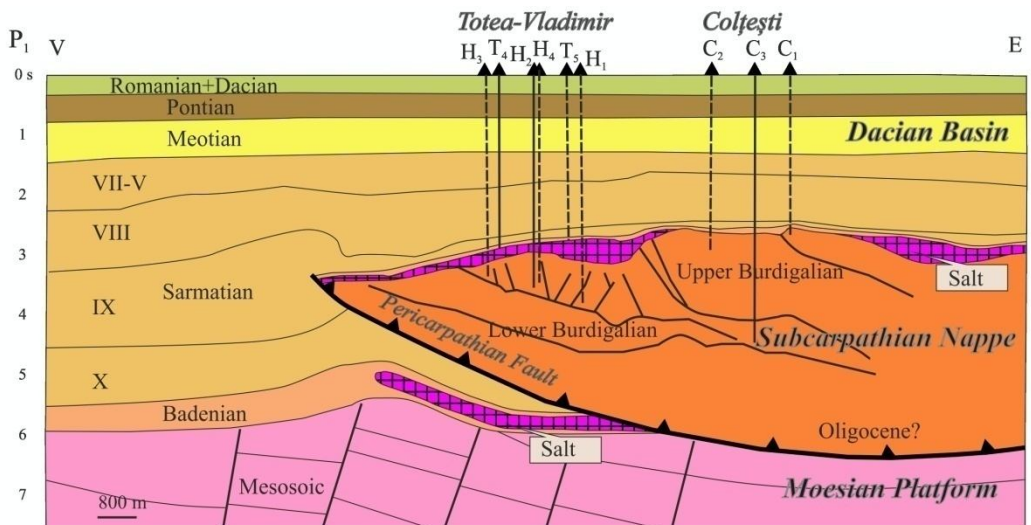 Totea-Vladimir Colțești
P1 V H3 T4 H2 H4 T5 H1 C2 C3 C1 E
0 s
Romanian+Dacian
Pontian
1
Meotian
Dacian Basin
VII-V
2
VIII
3
Upper Burdigalian
Salt
Sarmatian
IX
4
Pericarpathian Fault
Lower Burdigalian
Subcarpathian Nappe
5
X
Badenian
6
Salt
Oligocene?
Mesosoic
Moesian Platform
7
800 m